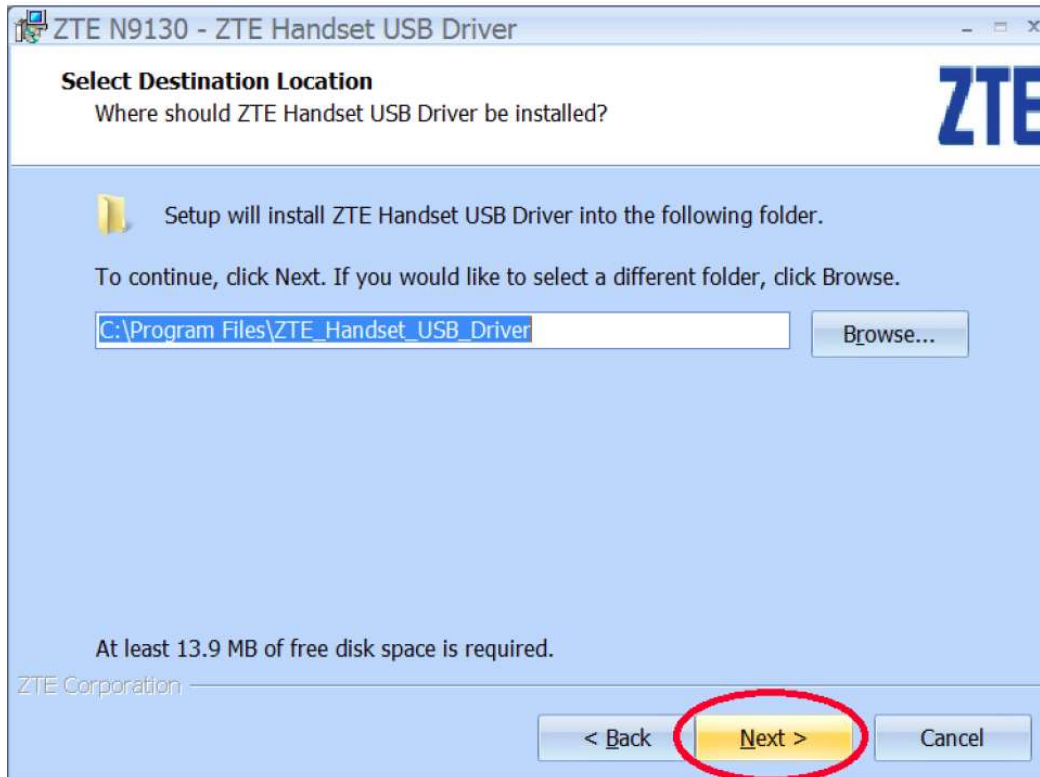 ZTE N9130 - ZTE Handset USB Driver
Select Destination Location
Where should ZTE Handset USB Driver be installed?
ZTE
Setup will install ZTE Handset USB Driver into the following folder.
To continue, click Next. If you would like to select a different folder, click Browse.
C:\Program Files\ZTE_Handset_USB_Driver
Browse...
At least 13.9 MB of free disk space is required.
ZTE Corporation
< Back Next > Cancel